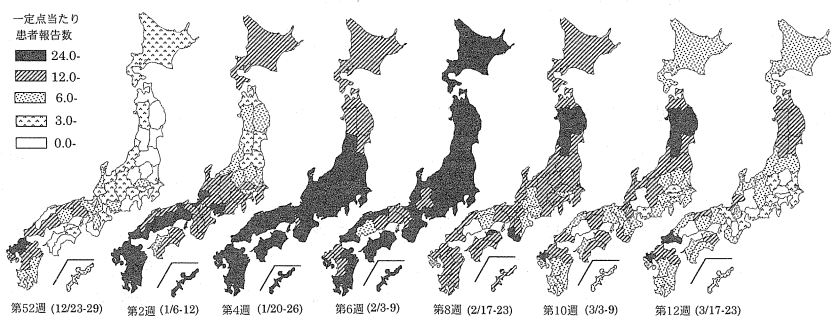 一定点当たり
患者報告数
24.0-
12.0-
6.0-
3.0-
0.0-
第52週 (12/23-29)
第2週 (1/6-12)
第4週 (1/20-26)
第6週 (2/3-9)
第8週 (2/17-23)
第10週 (3/3-9)
第12週 (3/17-23)